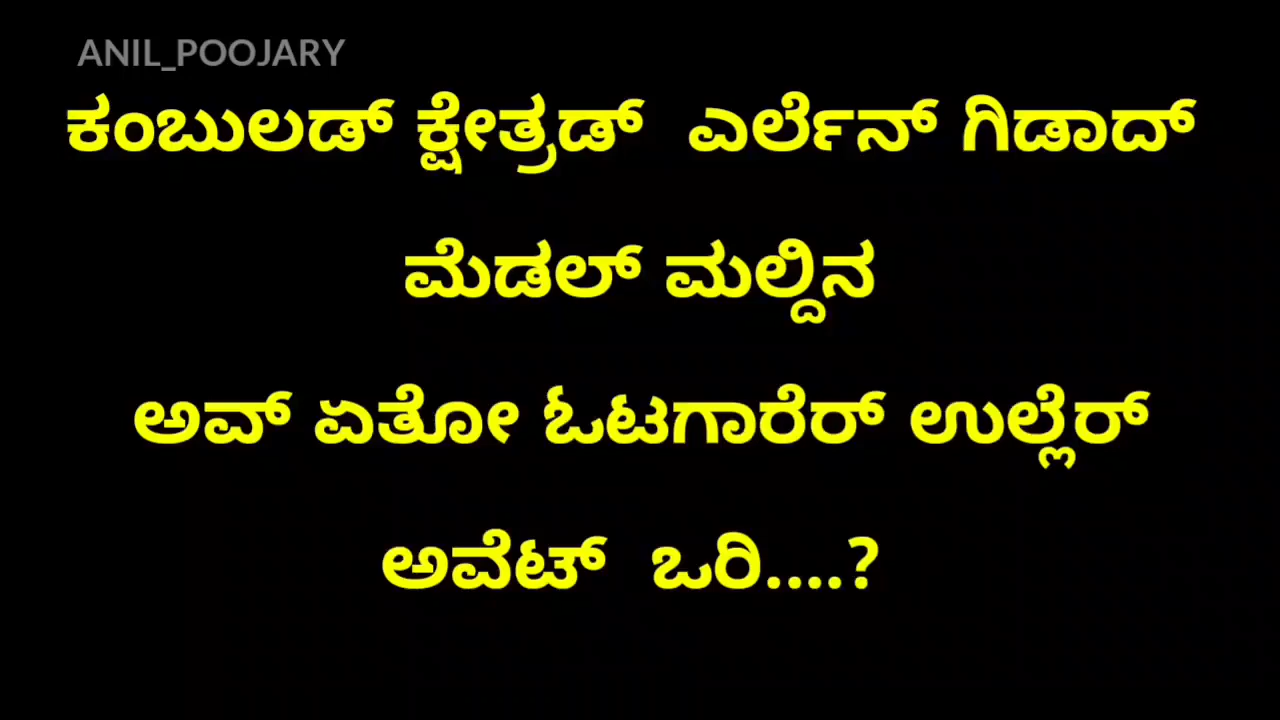 ANIL_POOJARY
ಕಂಬುಲಡ್ ಕ್ಷೇತ್ರಡ್ ಎರ್ಲೆನ್ ಗಿಡಾದ್
ಮೆಡಲ್ ಮಲ್ದಿನ
ಅವ್ ಏತೋ ಓಟಗಾರೆರ್ ಉಲ್ಲೆರ್
ಅವೆಟ್ ಒರಿ....?